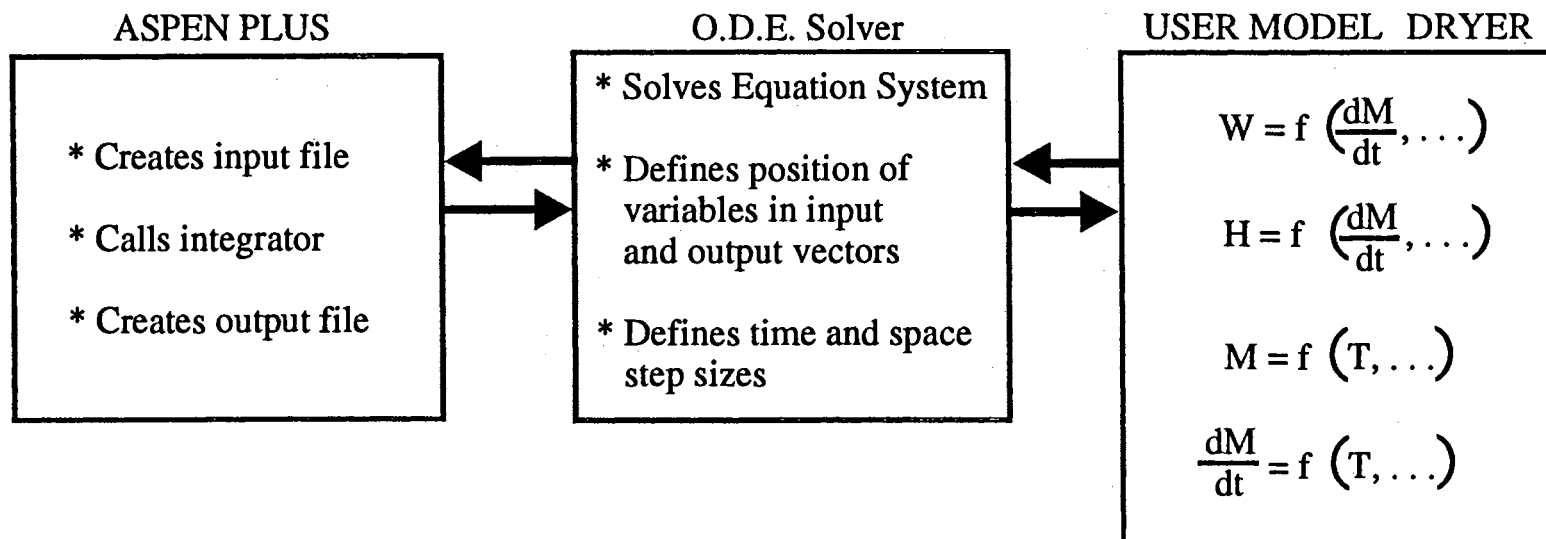 ASPEN PLUS
* Creates input file
* Calls integrator
* Creates output file
O.D.E. Solver
* Solves Equation System
* Defines position of
variables in input
and output vectors
* Defines time and space
step sizes
USER MODEL DRYER
W = f (dM/dt, . . .)
H = f (dM/dt, . . .)
M = f (T, . . .)
dM/dt = f (T, . . .)